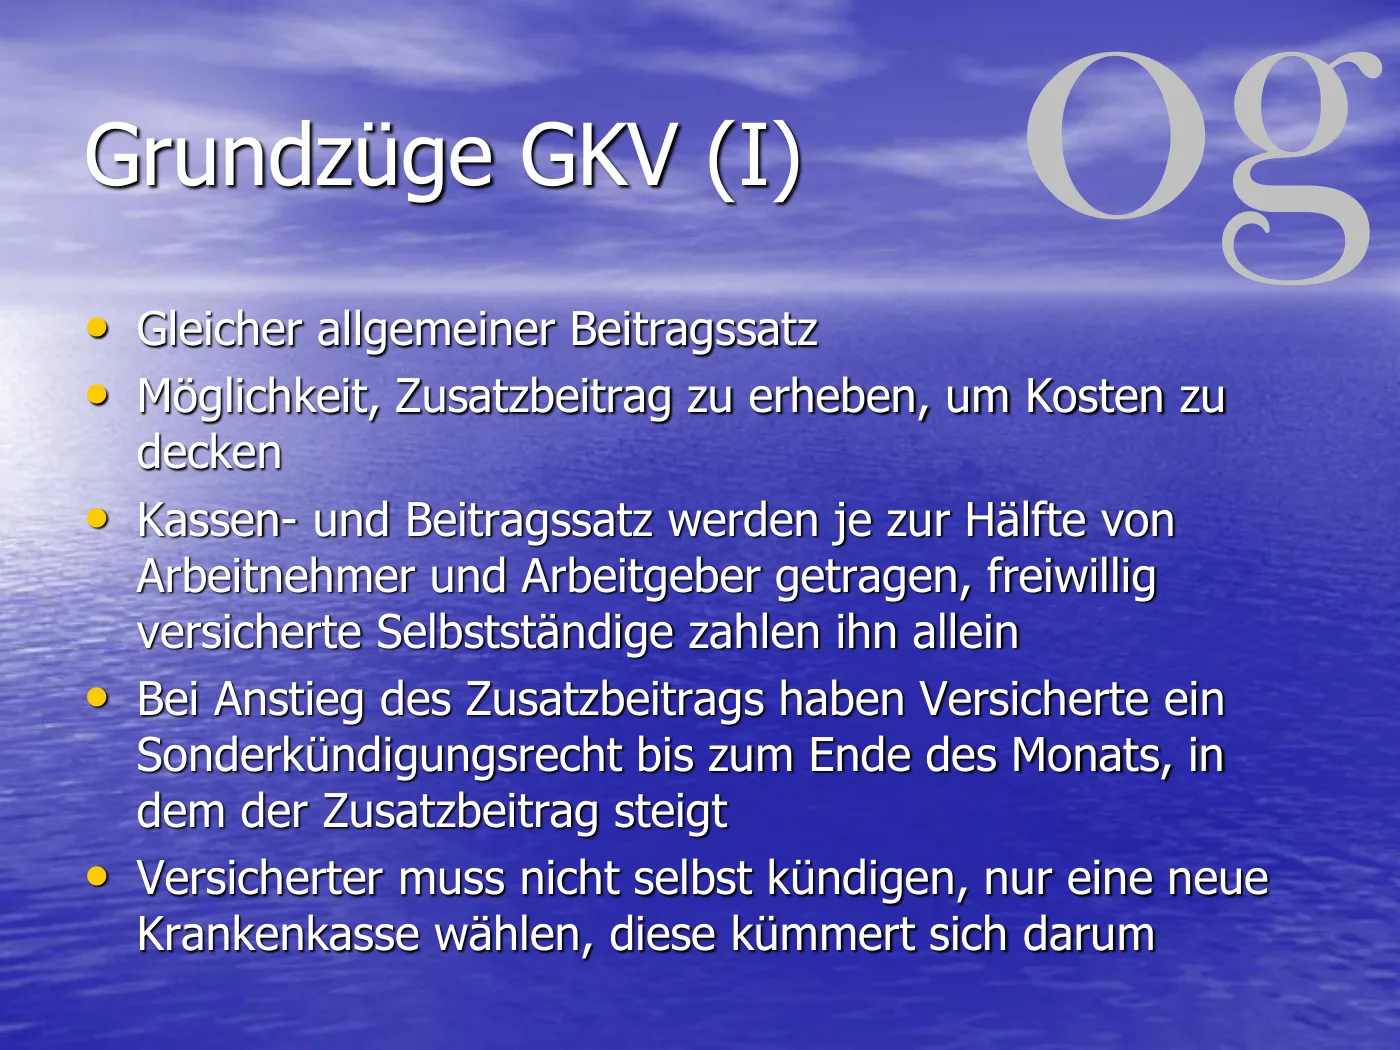 og
Grundzüge GKV (I)
• Gleicher allgemeiner Beitragssatz
• Möglichkeit, Zusatzbeitrag zu erheben, um Kosten zu
decken
• Kassen- und Beitragssatz werden je zur Hälfte von
Arbeitnehmer und Arbeitgeber getragen, freiwillig
versicherte Selbstständige zahlen ihn allein
• Bei Anstieg des Zusatzbeitrags haben Versicherte ein
Sonderkündigungsrecht bis zum Ende des Monats, in
dem der Zusatzbeitrag steigt
• Versicherter muss nicht selbst kündigen, nur eine neue
Krankenkasse wählen, diese kümmert sich darum